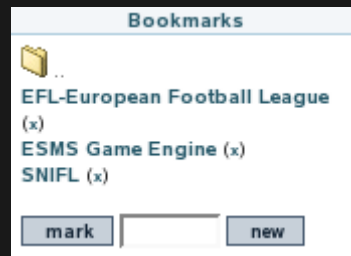 Bookmarks
..
EFL-European Football League
(x)
ESMS Game Engine (x)
SNIFL (x)
mark new